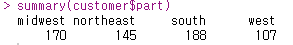 > summary(customer$part)
midwest northeast south west
170 145 188 107